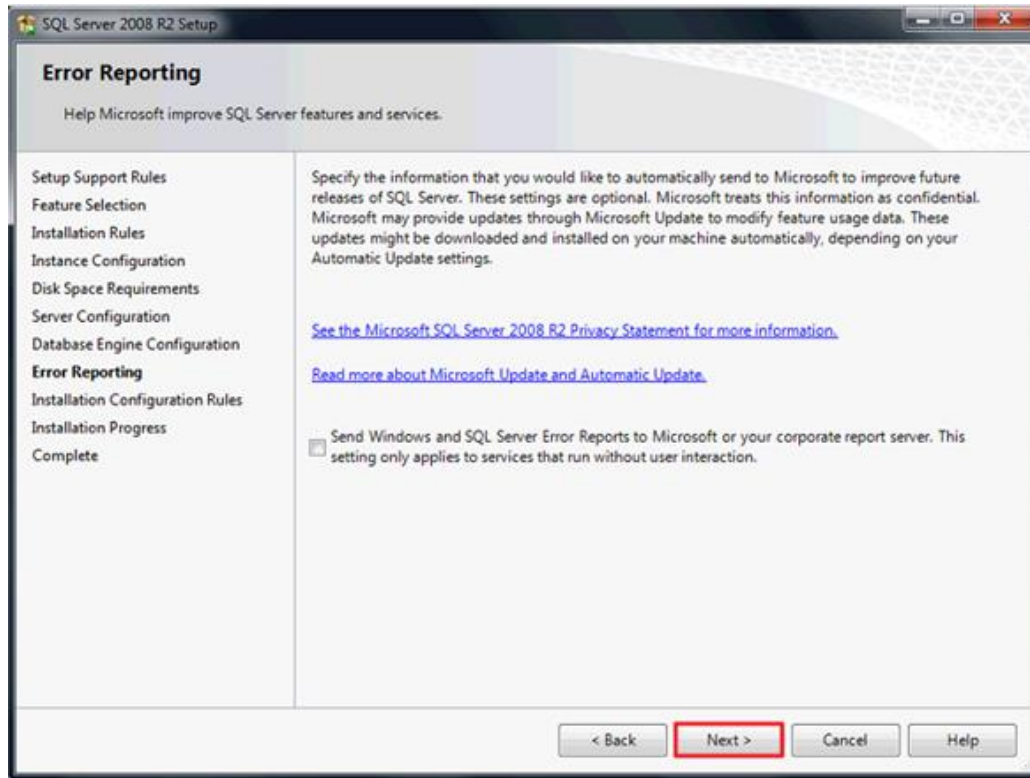 SQL Server 2008 R2 Setup
Error Reporting
Help Microsoft improve SQL Server features and services.
Setup Support Rules
Feature Selection
Installation Rules
Instance Configuration
Disk Space Requirements
Server Configuration
Database Engine Configuration
Error Reporting
Installation Configuration Rules
Installation Progress
Complete
Specify the information that you would like to automatically send to Microsoft to improve future
releases of SQL Server. These settings are optional. Microsoft treats this information as confidential.
Microsoft may provide updates through Microsoft Update to modify feature usage data. These
updates might be downloaded and installed on your machine automatically, depending on your
Automatic Update settings.
See the Microsoft SQL Server 2008 R2 Privacy Statement for more information.
Read more about Microsoft Update and Automatic Update.
Send Windows and SQL Server Error Reports to Microsoft or your corporate report server. This
setting only applies to services that run without user interaction.
< Back
Next >
Cancel
Help